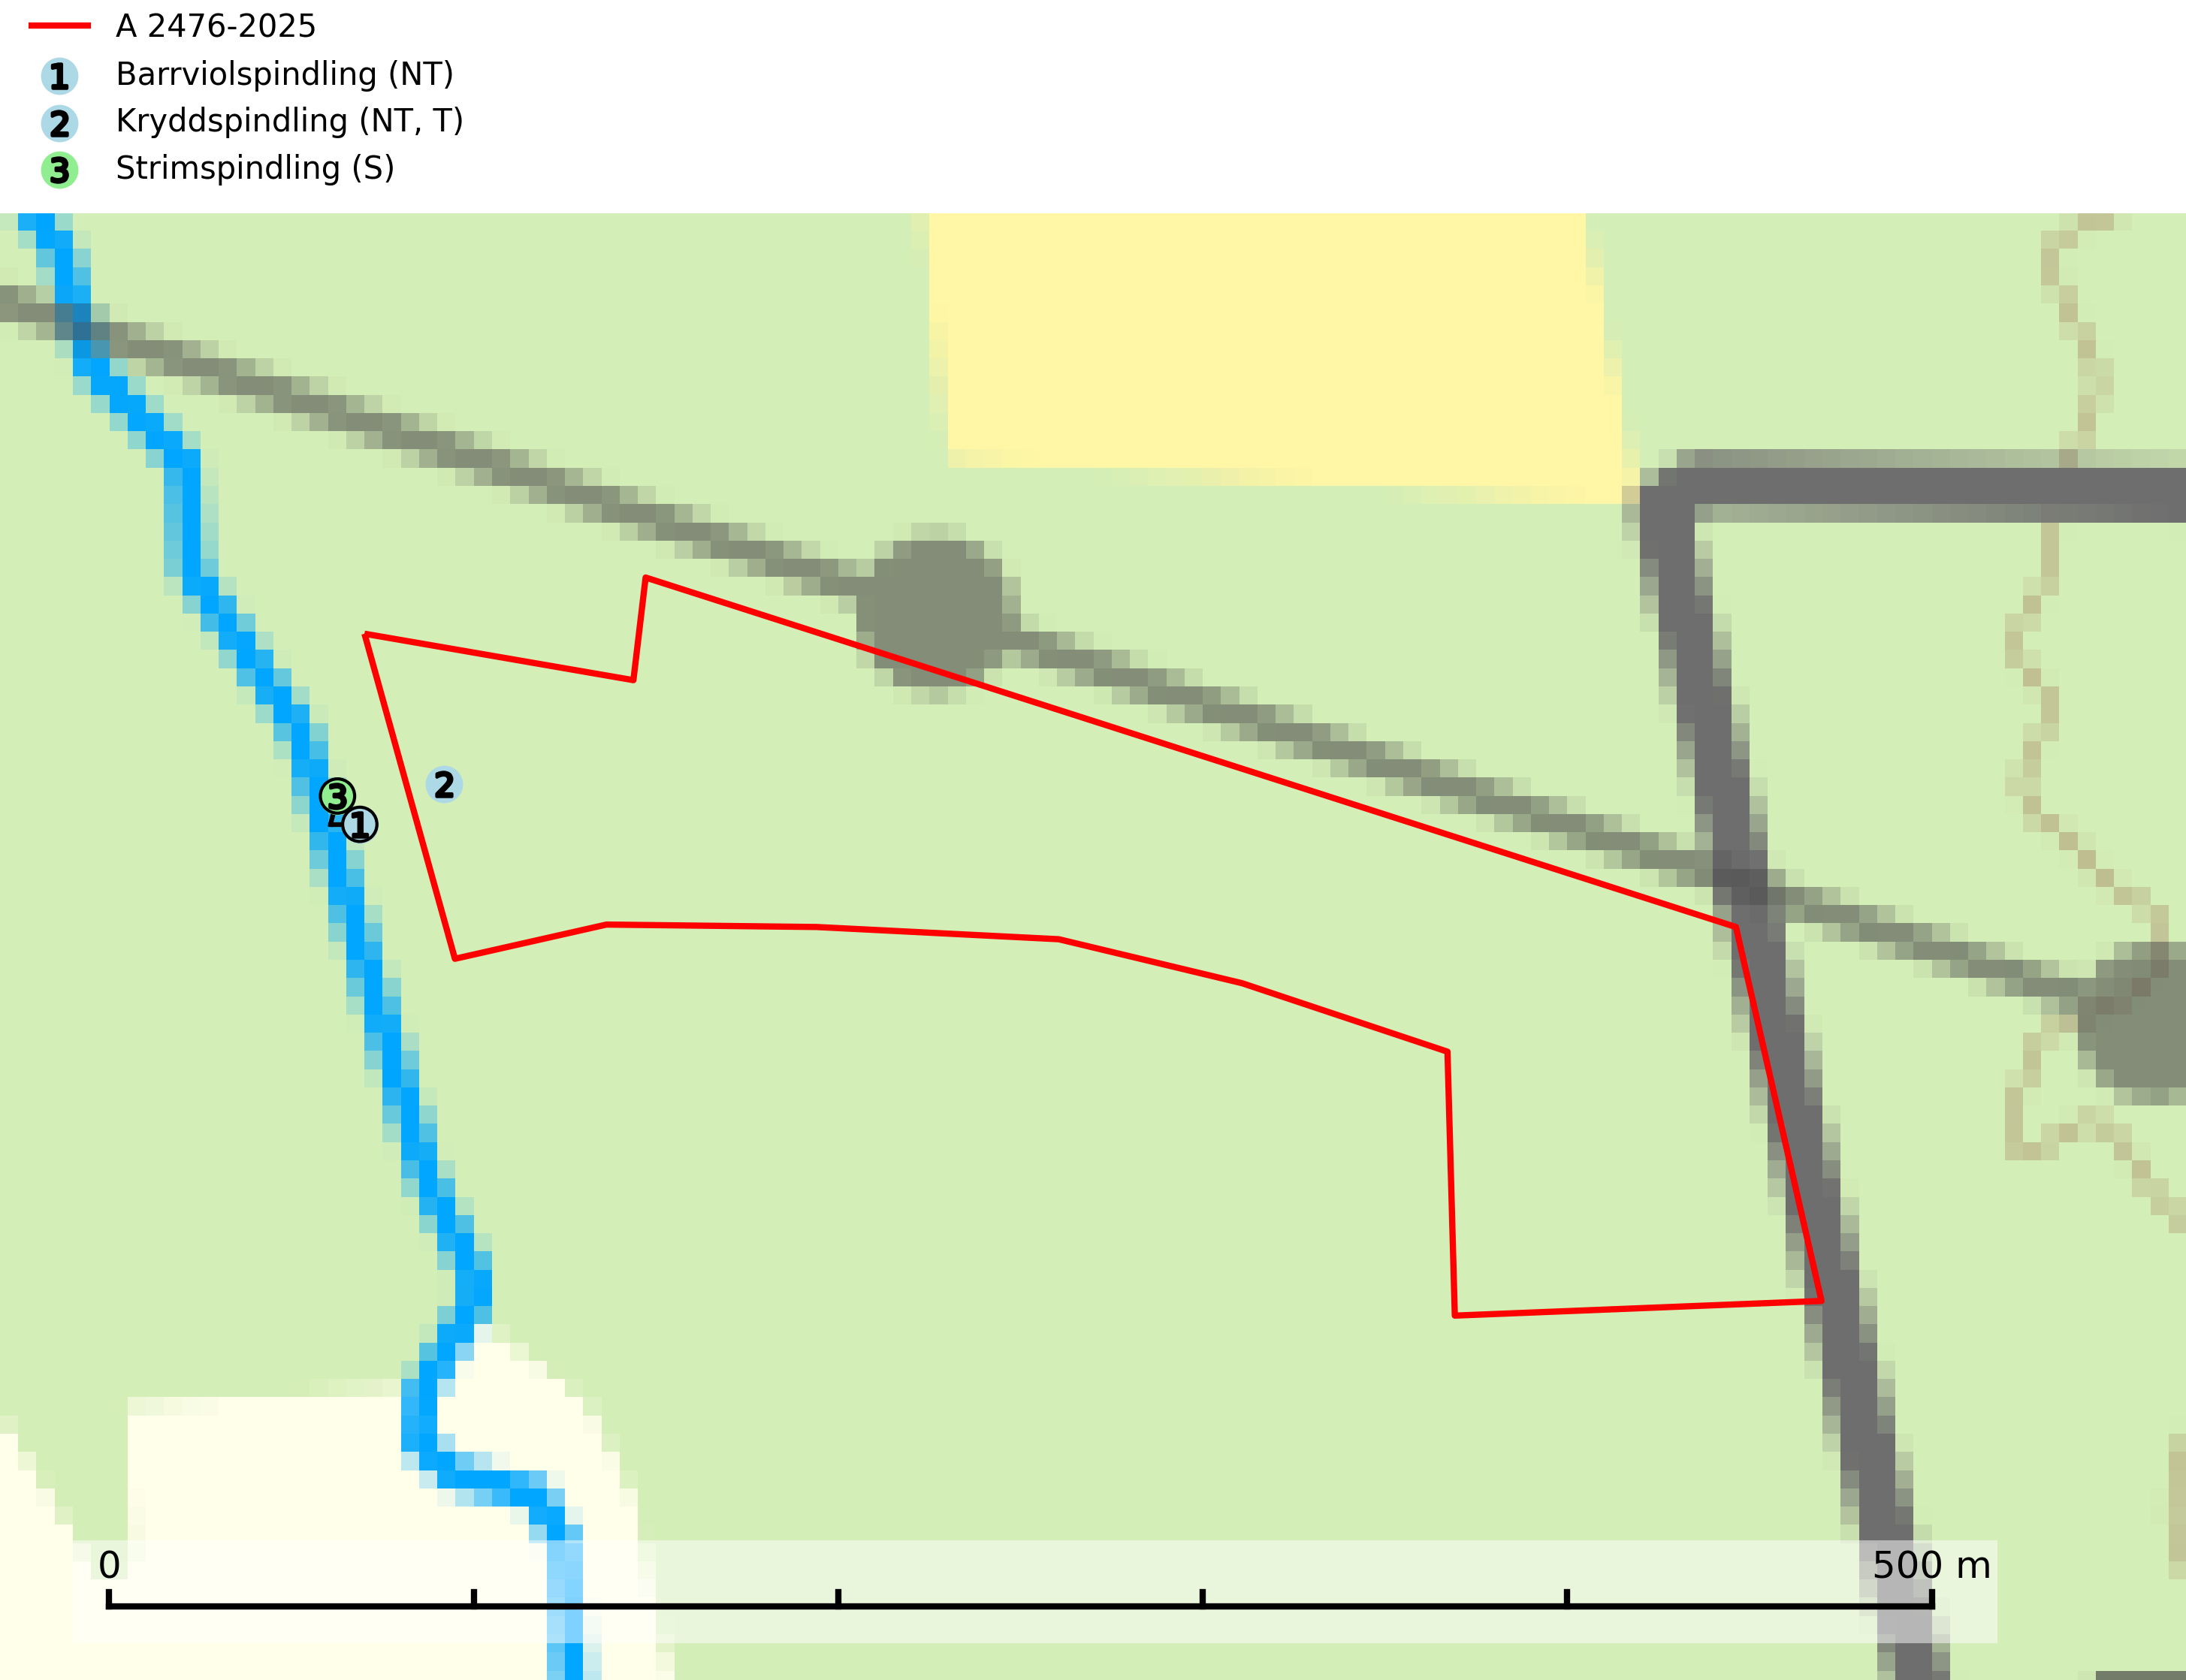 A 2476-2025
1 Barrviolspindling (NT)
2 Kryddspindling (NT, T)
3 Strimspindling (S)
2
3
1
0 500 m